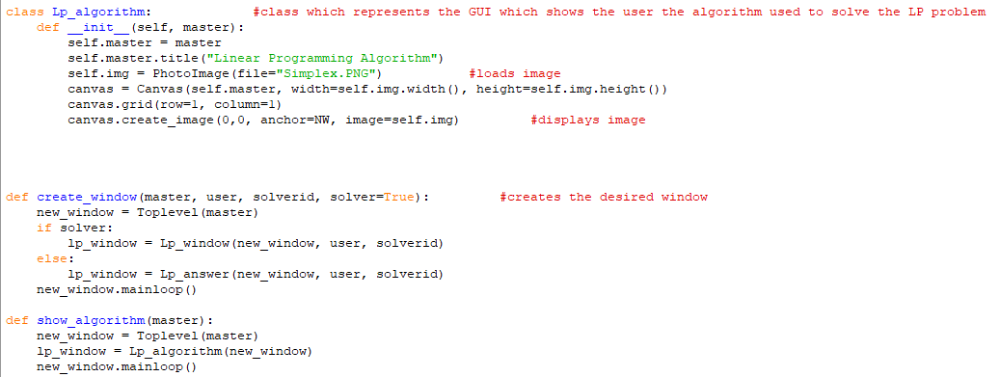 class Lp_algorithm:             #class which represents the GUI which shows the user the algorithm used to solve the LP problem
    def __init__(self, master):
        self.master = master
        self.master.title("Linear Programming Algorithm")
        self.img = PhotoImage(file="Simplex.PNG")           #loads image
        canvas = Canvas(self.master, width=self.img.width(), height=self.img.height())
        canvas.grid(row=1, column=1)
        canvas.create_image(0,0, anchor=NW, image=self.img)         #displays image
def create_window(master, user, solverid, solver=True):         #creates the desired window
    new_window = Toplevel(master)
    if solver:
        lp_window = Lp_window(new_window, user, solverid)
    else:
        lp_window = Lp_answer(new_window, user, solverid)
    new_window.mainloop()
def show_algorithm(master):
    new_window = Toplevel(master)
    lp_window = Lp_algorithm(new_window)
    new_window.mainloop()